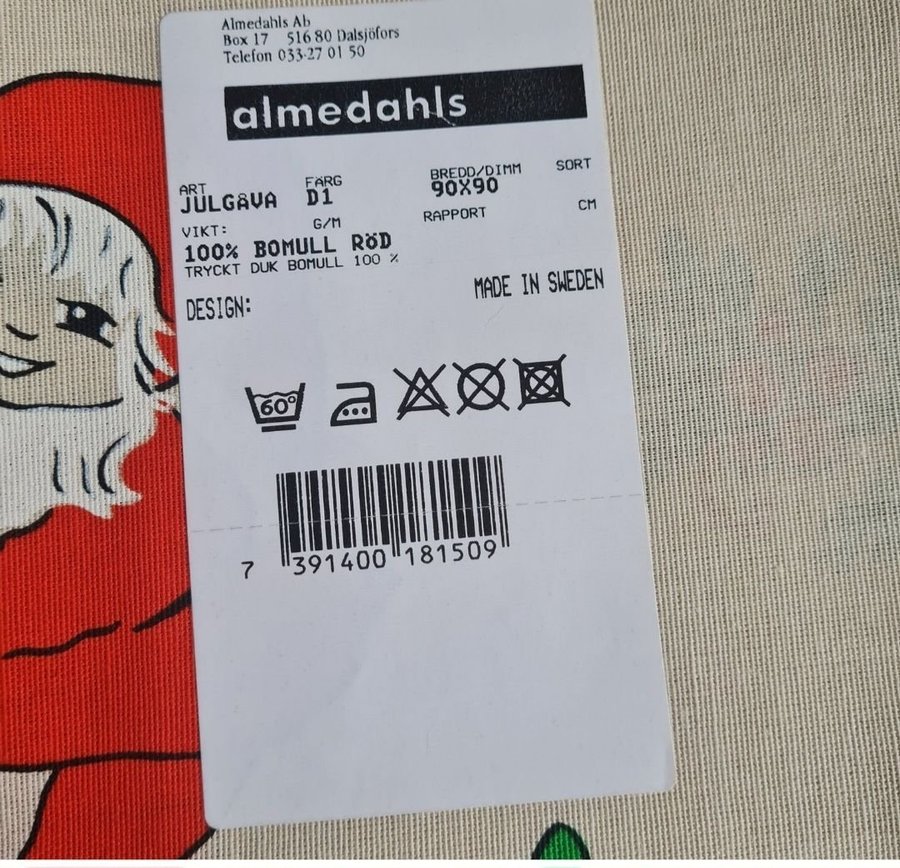 Almedahls Ab
Box 17 516 80 Dalsjöfors
Telefon 033-27 01 50
almedahls
ART FÄRG BREDD/DIMM SORT
JULGÅVA D1 90X90
VIKT: G/M RAPPORT CM
100% BOMULL RöD
TRYCKT DUK BOMULL 100 %
DESIGN: MADE IN SWEDEN
60°
7 391400 181509